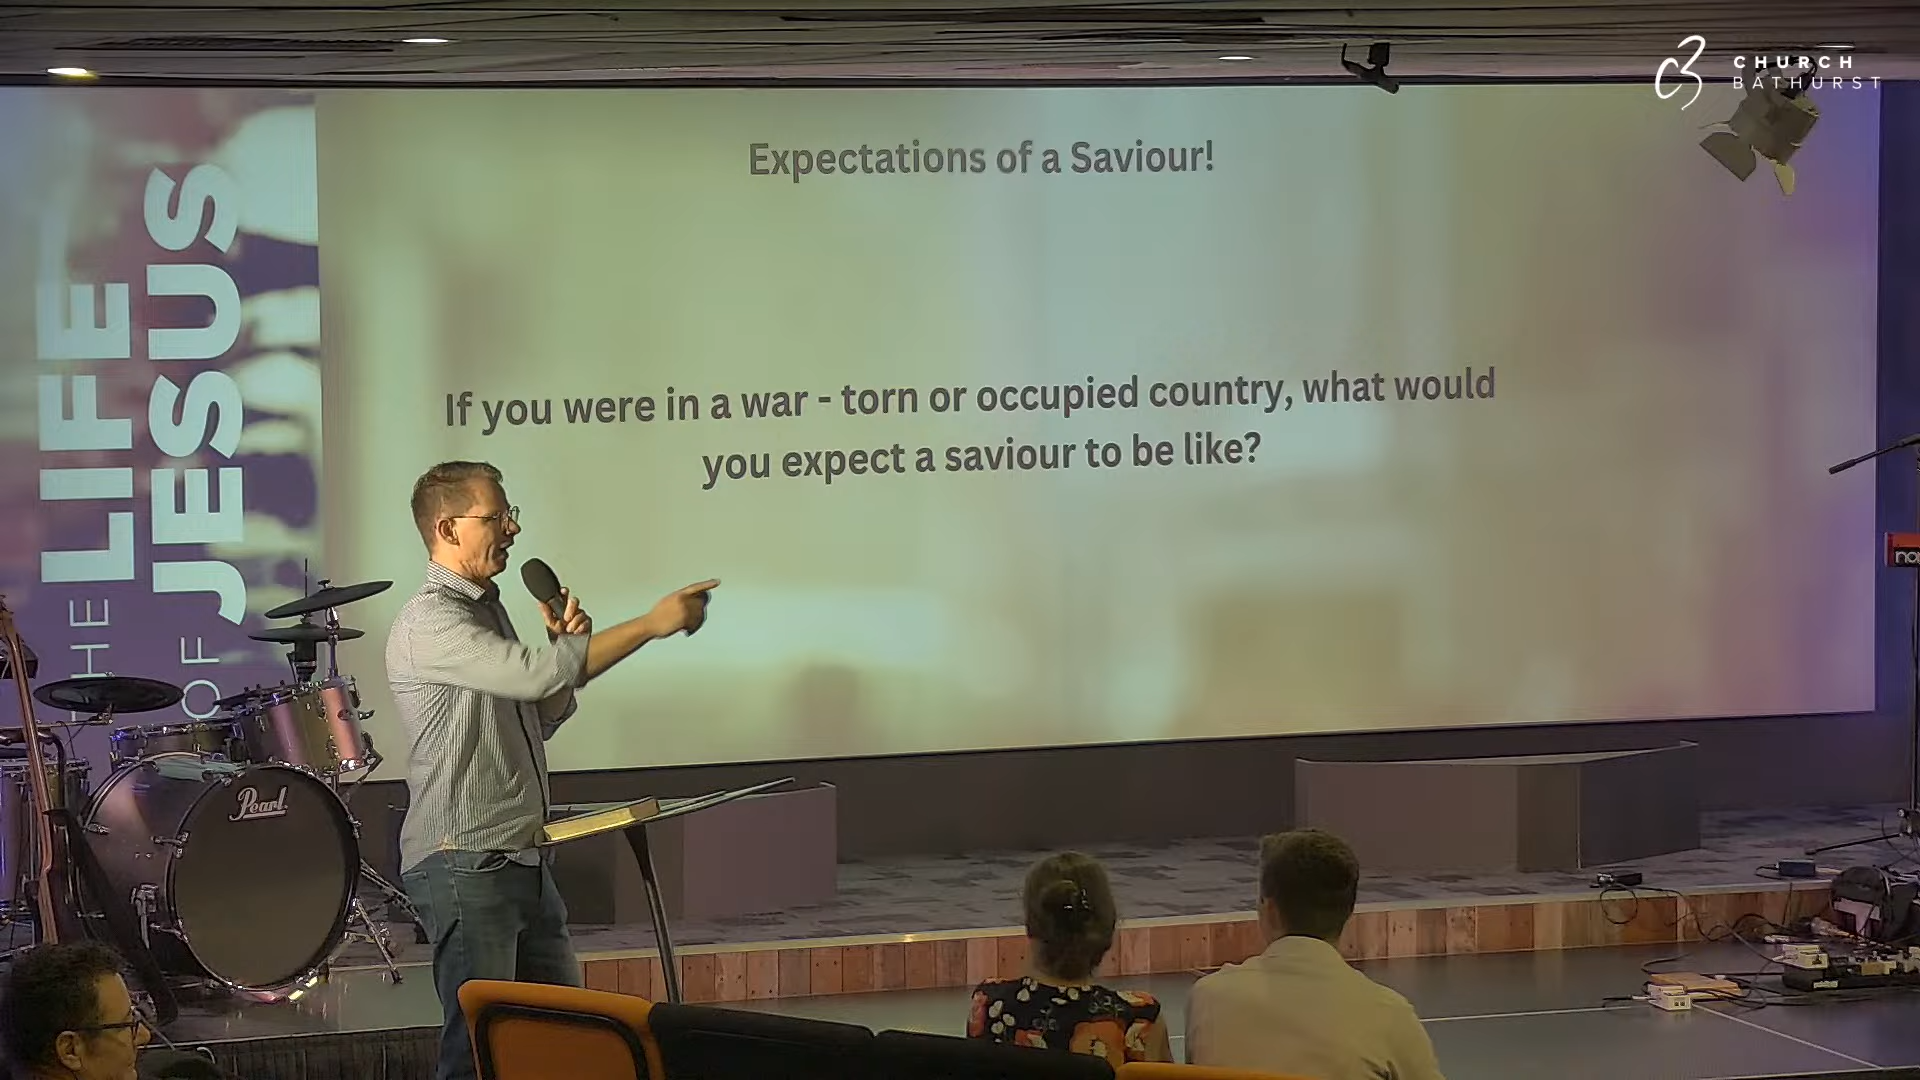 C3 CHURCH
BATHURST
Expectations of a Saviour!
If you were in a war - torn or occupied country, what would
you expect a saviour to be like?
THE LIFE
OF JESUS
Pearl